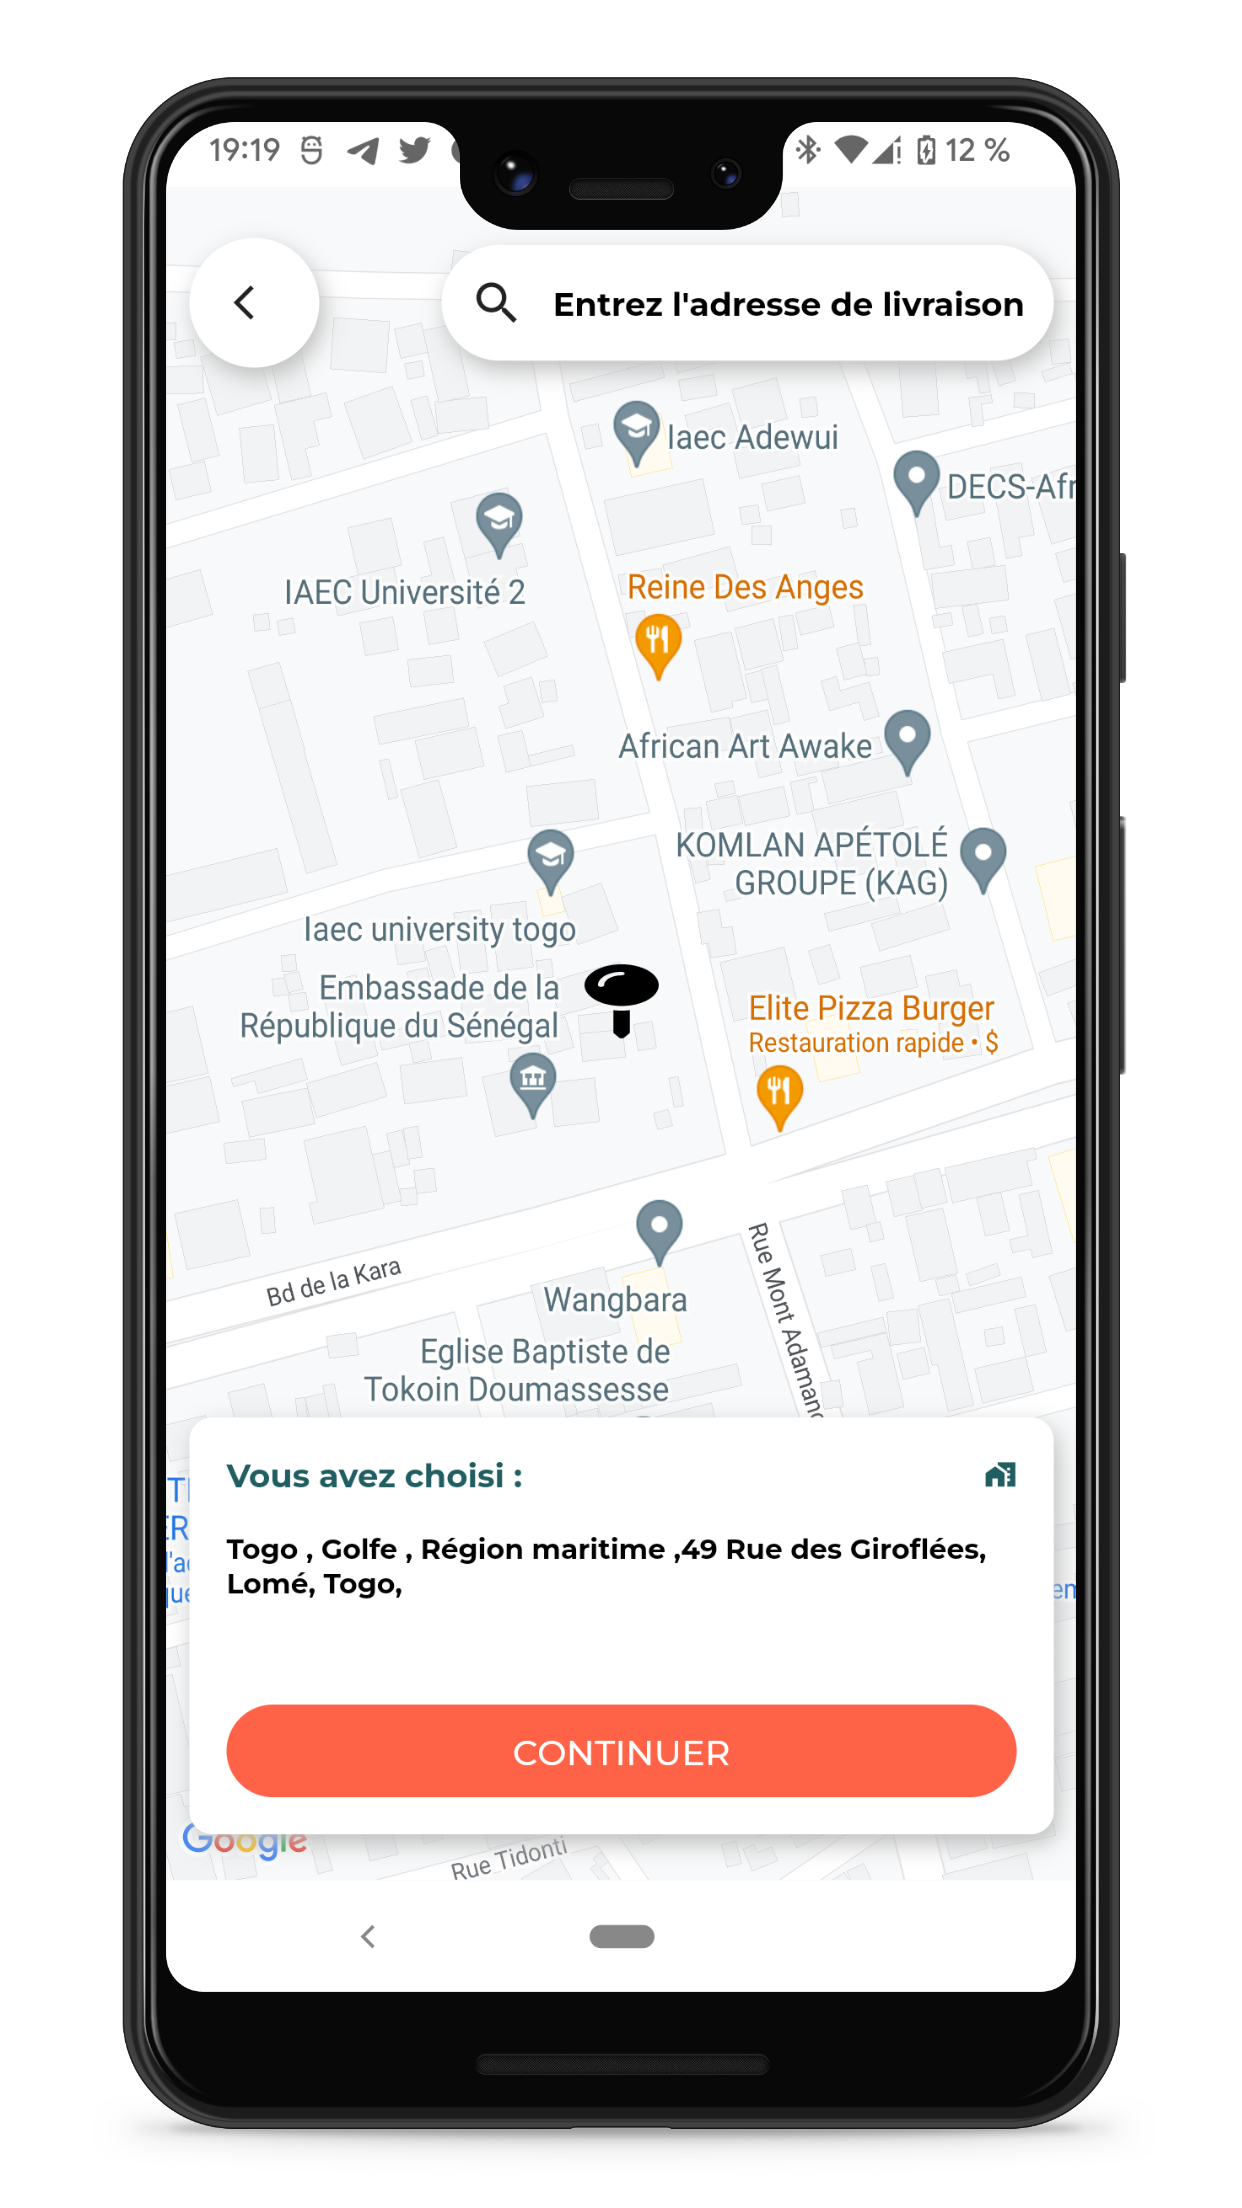 19:19
12 %
Entrez l'adresse de livraison
Iaec Adewui
DECS-Afr
IAEC Université 2
Reine Des Anges
African Art Awake
KOMLAN APÉTOLÉ
GROUPE (KAG)
Iaec university togo
Embassade de la
République du Sénégal
Elite Pizza Burger
Restauration rapide • $
Bd de la Kara
Wangbara
Rue Mont Adamano
Eglise Baptiste de
Tokoin Doumassesse
Vous avez choisi :
Togo , Golfe , Région maritime ,49 Rue des Giroflées,
Lomé, Togo,
CONTINUER
Google
Rue Tidonti